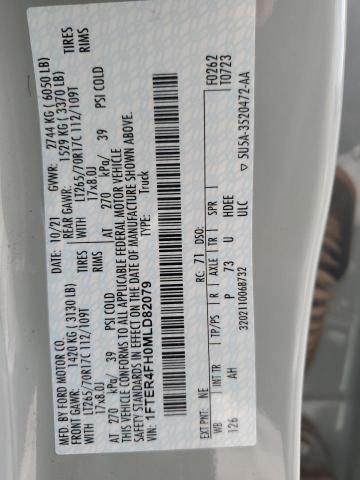 MFD. BY FORD MOTOR CO.
DATE: 10/21 GVWR: 2744 KG ( 6050 LB)
FRONT GAWR: 1420 KG ( 3130 LB) REAR GAWR: 1529 KG ( 3370 LB)
WITH LT265/70R17C 112/109T TIRES WITH LT265/70R17C 112/109T TIRES
17x8.0J RIMS 17x8.0J RIMS
AT 270 kPa/ 39 PSI COLD AT 270 kPa/ 39 PSI COLD
THIS VEHICLE CONFORMS TO ALL APPLICABLE FEDERAL MOTOR VEHICLE
SAFETY STANDARDS IN EFFECT ON THE DATE OF MANUFACTURE SHOWN ABOVE.
VIN: 1FTER4FH0MLD82079 TYPE: Truck
F0262
T0723
EXT PNT: NE RC: 71 DSO:
WB INT TR TP/PS R AXLE TR SPR
126 AH P 73 U HDEE
3202110068732 ULC
▽ 5U5A-3520472-AA